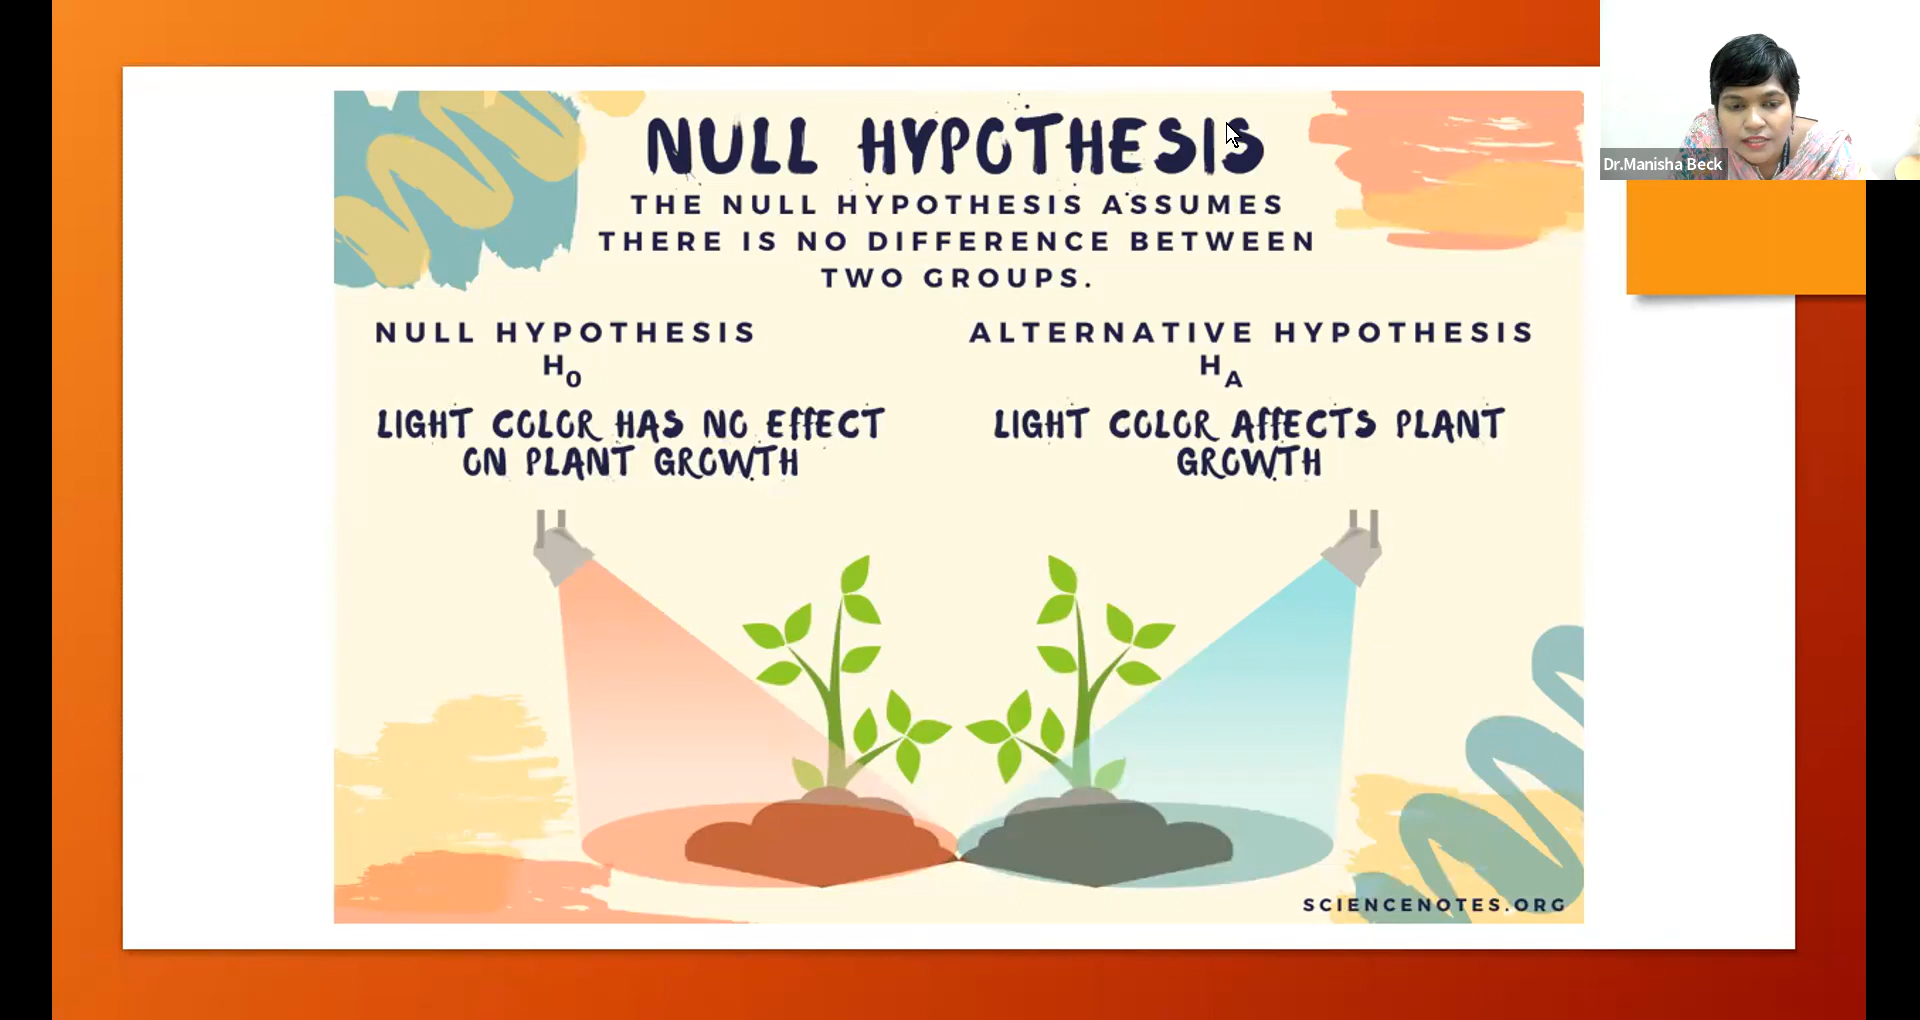 NULL HYPOTHESIS
THE NULL HYPOTHESIS ASSUMES
THERE IS NO DIFFERENCE BETWEEN
TWO GROUPS.
NULL HYPOTHESIS
H0
LIGHT COLOR HAS NO EFFECT
ON PLANT GROWTH
ALTERNATIVE HYPOTHESIS
HA
LIGHT COLOR AFFECTS PLANT
GROWTH
SCIENCENOTES.ORG
Dr.Manisha Beck